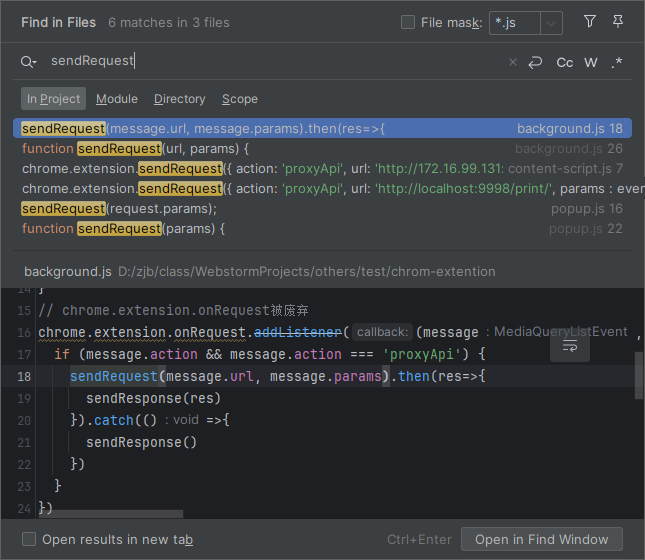 Find in Files 6 matches in 3 files File mask: *.js
sendRequest Cc W .*
In Project Module Directory Scope
sendRequest(message.url, message.params).then(res=>{ background.js 18
function sendRequest(url, params) { background.js 26
chrome.extension.sendRequest({ action: 'proxyApi', url: 'http://172.16.99.131: content-script.js 7
chrome.extension.sendRequest({ action: 'proxyApi', url: 'http://localhost:9998/print/', params : even
sendRequest(request.params); popup.js 16
function sendRequest(params) { popup.js 22
background.js D:/zjb/class/WebstormProjects/others/test/chrom-extention
14 }
15 // chrome.extension.onRequest被废弃
16 chrome.extension.onRequest.addListener( callback: (message : MediaQueryListEvent ,
17 if (message.action && message.action === 'proxyApi') {
18 sendRequest(message.url, message.params).then(res=>{
19 sendResponse(res)
20 }).catch(() : void =>{
21 sendResponse()
22 })
23 }
24 })
Open results in new tab Ctrl+Enter Open in Find Window